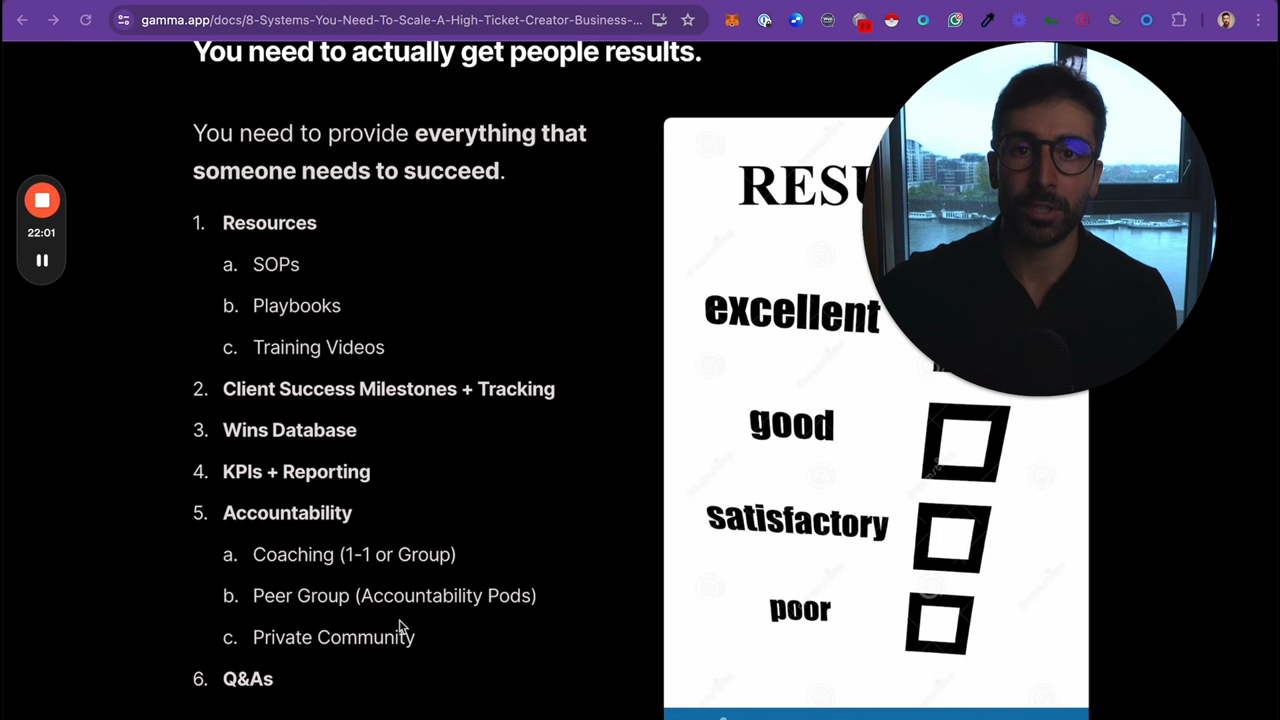 gamma.app/docs/8-Systems-You-Need-To-Scale-A-High-Ticket-Creator-Business-...
You need to actually get people results.
You need to provide everything that
someone needs to succeed.
1. Resources
a. SOPs
b. Playbooks
c. Training Videos
2. Client Success Milestones + Tracking
3. Wins Database
4. KPIs + Reporting
5. Accountability
a. Coaching (1-1 or Group)
b. Peer Group (Accountability Pods)
c. Private Community
6. Q&As
22:01
RESU
excellent
good
satisfactory
poor